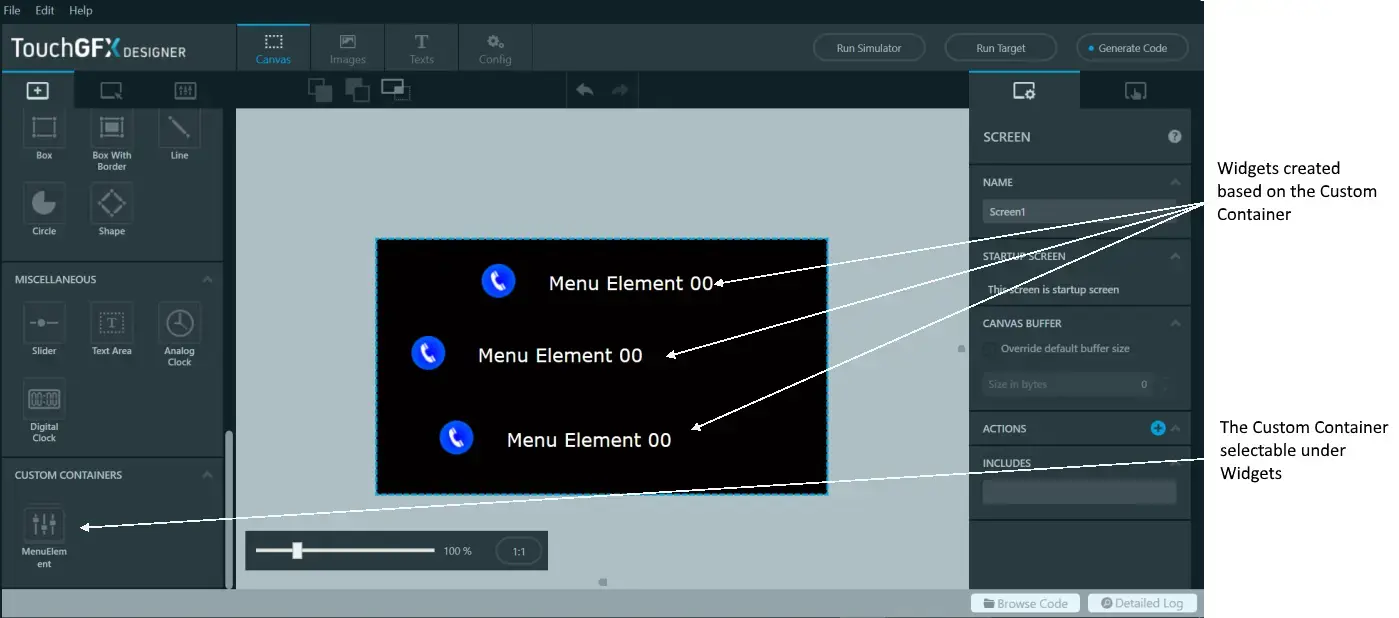 File Edit Help
TouchGFX DESIGNER
Canvas
Images
Texts
Config
Run Simulator
Run Target
Generate Code
Box
Box With
Border
Line
Circle
Shape
MISCELLANEOUS
Slider
T
Text Area
Analog
Clock
00:00
Digital
Clock
CUSTOM CONTAINERS
MenuElem
ent
Menu Element 00
Menu Element 00
Menu Element 00
100 %
1:1
SCREEN
?
NAME
Screen1
STARTUP SCREEN
This screen is startup screen
CANVAS BUFFER
Override default buffer size
Size in bytes 0
ACTIONS
INCLUDES
Browse Code
Detailed Log
Widgets created
based on the Custom
Container
The Custom Container
selectable under
Widgets